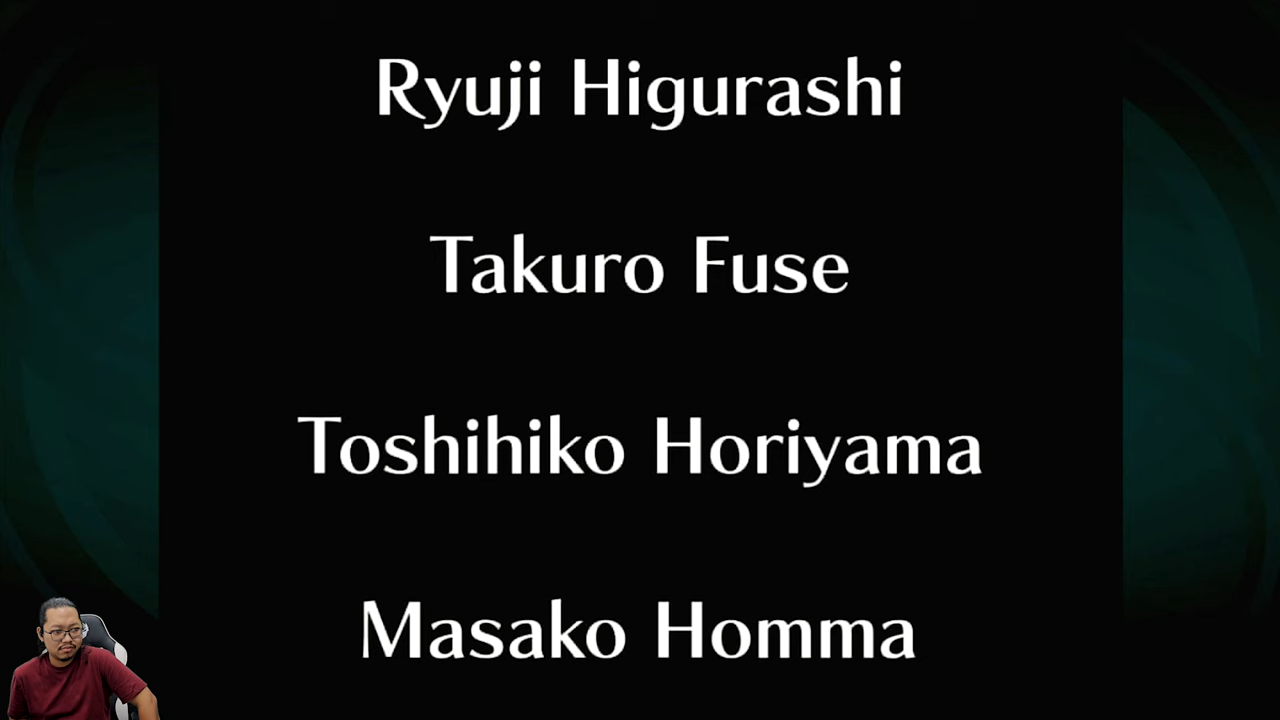 Ryuji Higurashi
Takuro Fuse
Toshihiko Horiyama
Masako Homma